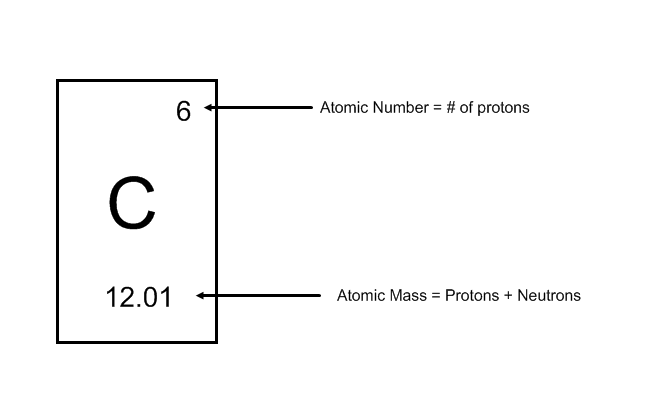 6
Atomic Number = # of protons
C
12.01
Atomic Mass = Protons + Neutrons